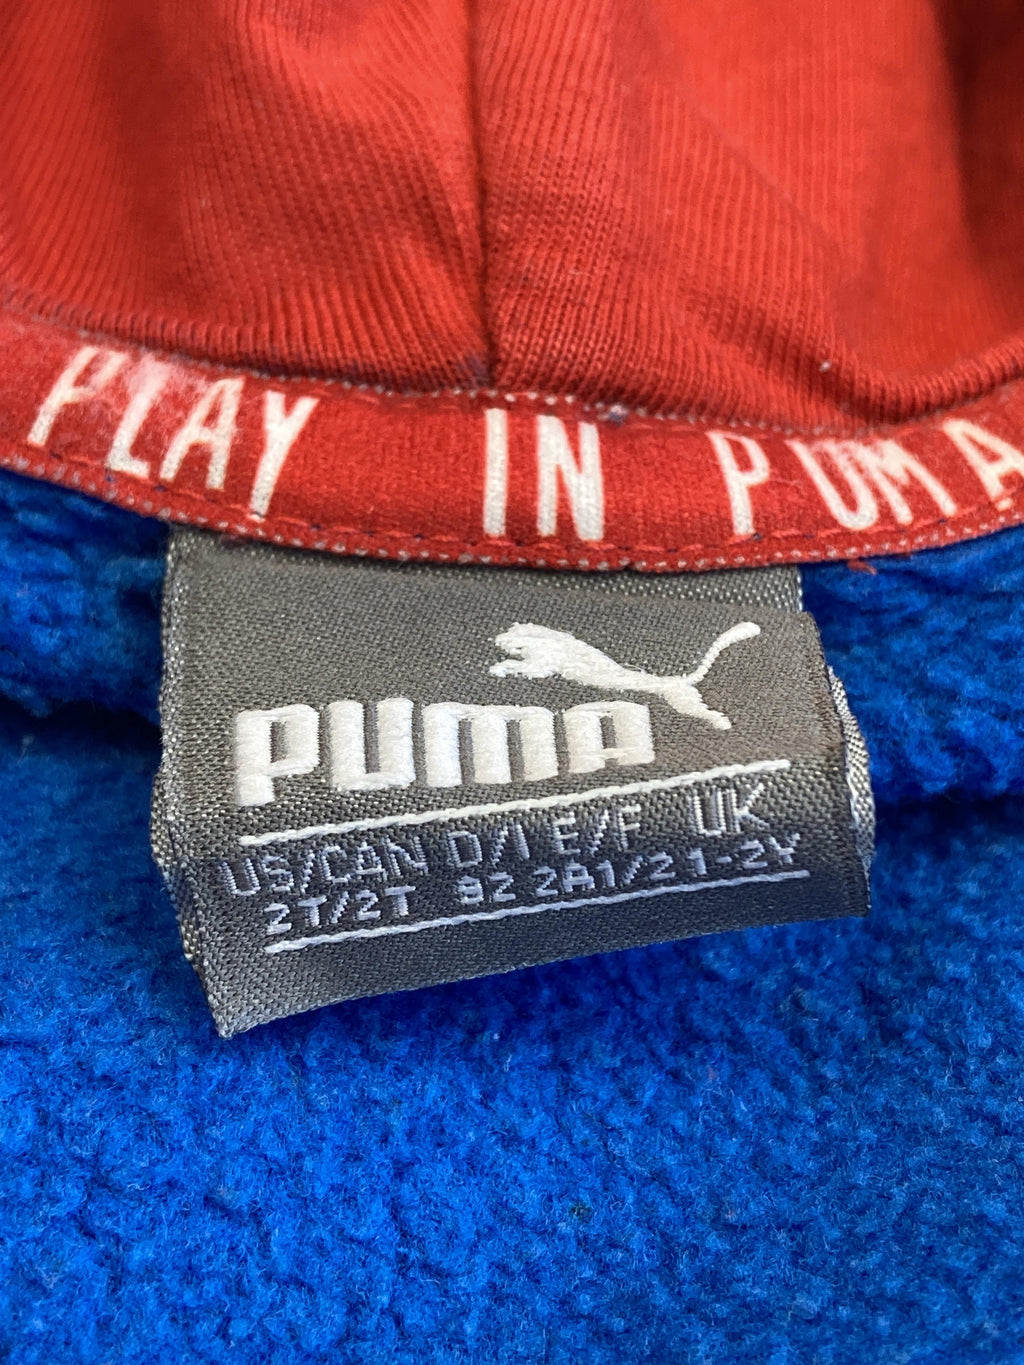 PLAY IN PUMA
PUMA
US/CAN D/I E/F UK
2T/2T 92 2A1/2 1-2Y